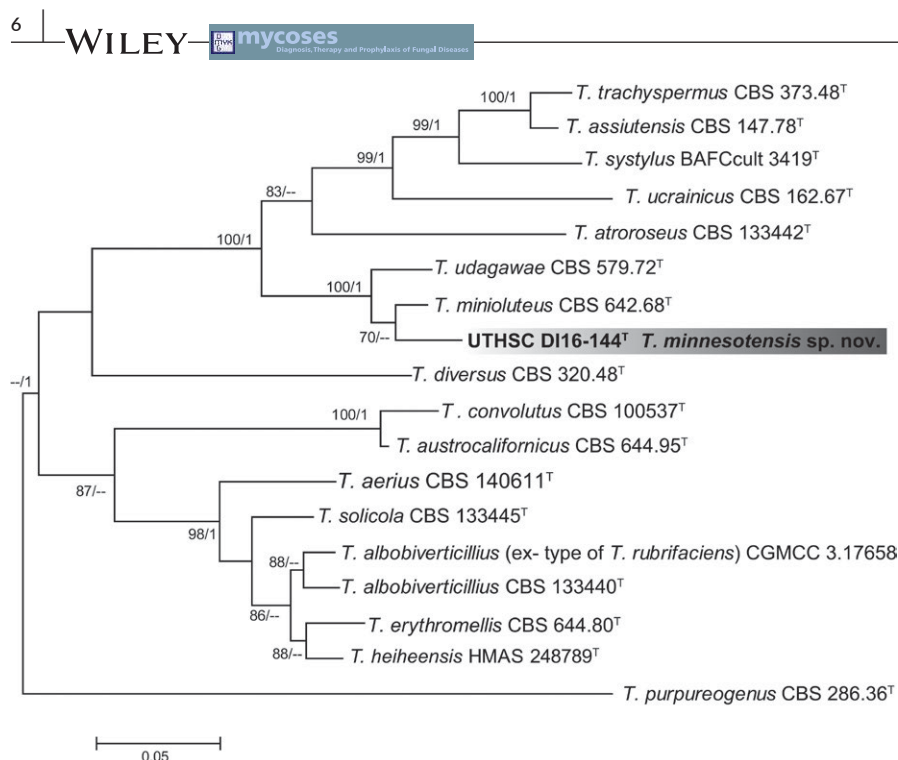 6
WILEY
DG
MYK
mycoses
Diagnosis, Therapy and Prophylaxis of Fungal Diseases
100/1
T. trachyspermus CBS 373.48ᵀ
99/1
T. assiutensis CBS 147.78ᵀ
99/1
T. systylus BAFCcult 3419ᵀ
83/--
T. ucrainicus CBS 162.67ᵀ
100/1
T. atroroseus CBS 133442ᵀ
T. udagawae CBS 579.72ᵀ
100/1
T. minioluteus CBS 642.68ᵀ
70/--
UTHSC DI16-144ᵀ T. minnesotensis sp. nov.
--/1
T. diversus CBS 320.48ᵀ
100/1
T . convolutus CBS 100537ᵀ
T. austrocalifornicus CBS 644.95ᵀ
87/--
T. aerius CBS 140611ᵀ
98/1
T. solicola CBS 133445ᵀ
88/--
T. albobiverticillius (ex- type of T. rubrifaciens) CGMCC 3.17658
T. albobiverticillius CBS 133440ᵀ
86/--
T. erythromellis CBS 644.80ᵀ
88/--
T. heiheensis HMAS 248789ᵀ
T. purpureogenus CBS 286.36ᵀ
0.05